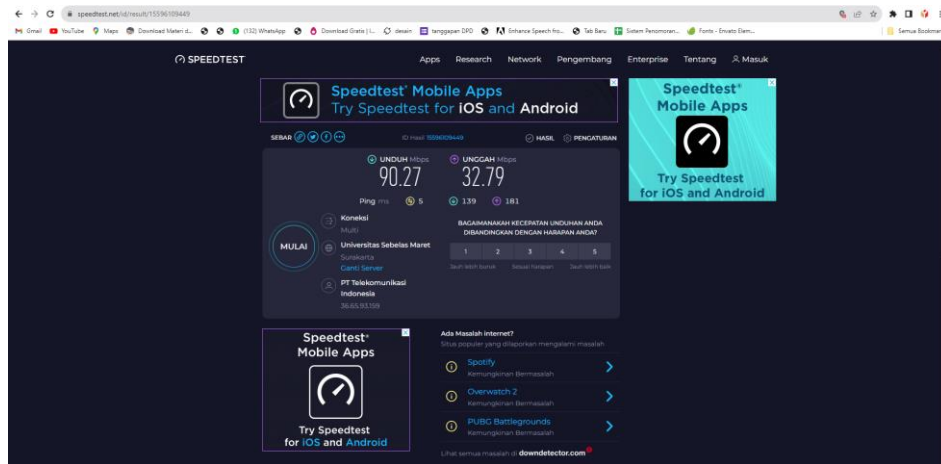 speedtest.net/id/result/15596109449
Gmail YouTube Maps Download Materi d... (132) WhatsApp Download Gratis | L... desain tanggapan DPD Enhance Speech fro... Tab Baru Sistem Penomoran... Fonts - Envato Elem... Semua Bookmar
SPEEDTEST Apps Research Network Pengembang Enterprise Tentang Masuk
Speedtest® Mobile Apps
Try Speedtest for iOS and Android
Speedtest®
Mobile Apps
Try Speedtest
for iOS and Android
SEBAR ID Hasil 15596109449 HASIL PENGATURAN
UNDUH Mbps UNGGAH Mbps
90.27 32.79
Ping ms 5 139 181
MULAI
Koneksi
Multi
Universitas Sebelas Maret
Surakarta
Ganti Server
PT Telekomunikasi
Indonesia
36.65.93.159
BAGAIMANAKAH KECEPATAN UNDUHAN ANDA
DIBANDINGKAN DENGAN HARAPAN ANDA?
1 2 3 4 5
Jauh lebih buruk Sesuai harapan Jauh lebih baik
Speedtest®
Mobile Apps
Try Speedtest
for iOS and Android
Ada Masalah internet?
Situs populer yang dilaporkan mengalami masalah
Spotify
Kemungkinan Bermasalah
Overwatch 2
Kemungkinan Bermasalah
PUBG Battlegrounds
Kemungkinan Bermasalah
Lihat semua masalah di downdetector.com